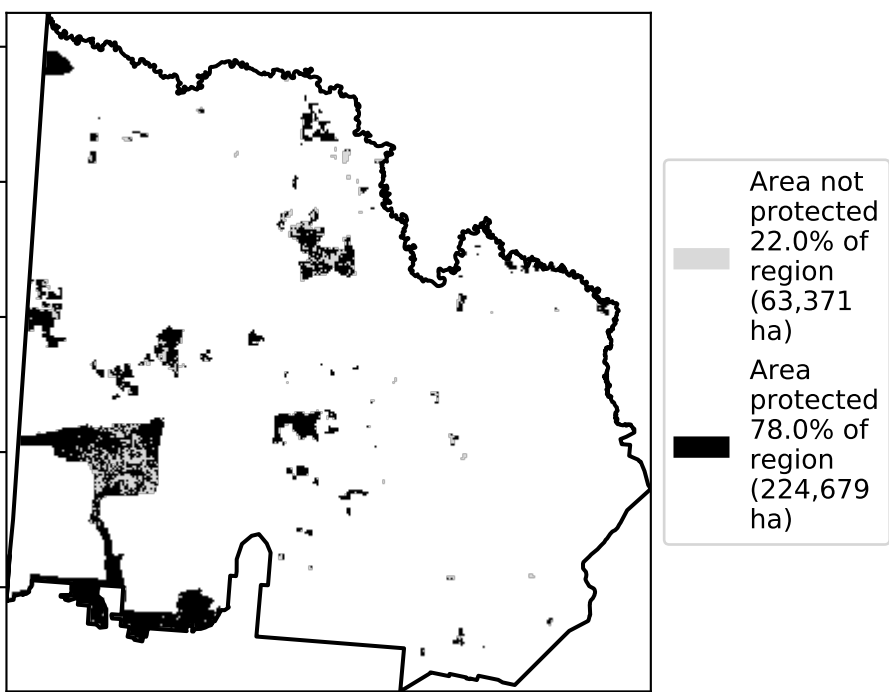 Area not
protected
22.0% of
region
(63,371
ha)
Area
protected
78.0% of
region
(224,679
ha)